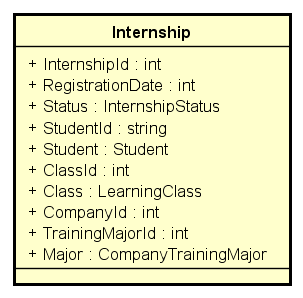 Internship
+ InternshipId : int
+ RegistrationDate : int
+ Status : InternshipStatus
+ StudentId : string
+ Student : Student
+ ClassId : int
+ Class : LearningClass
+ CompanyId : int
+ TrainingMajorId : int
+ Major : CompanyTrainingMajor